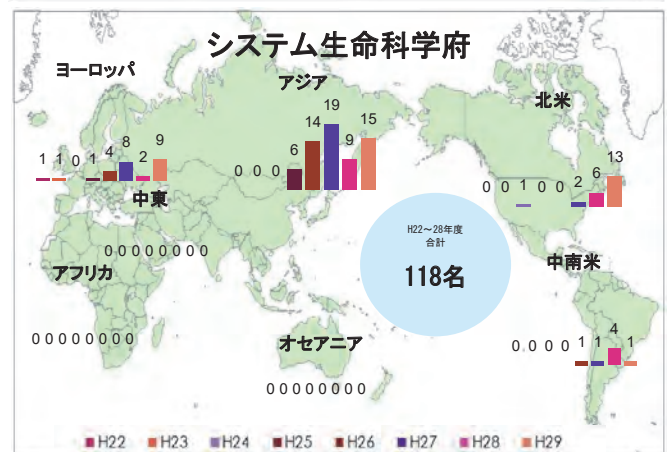 システム生命科学府
ヨーロッパ
アジア
北米
1 1 0 1 4 8 2 9
0 0 0 6 14 19 9 15
0 0 1 0 0 2 6 13
中東
0 0 0 0 0 0 0 0
H22～28年度
合計
118名
アフリカ
0 0 0 0 0 0 0 0
オセアニア
0 0 0 0 0 0 0 0
中南米
0.0 0 0 1 1 4 1
H22 H23 H24 H25 H26 H27 H28 H29